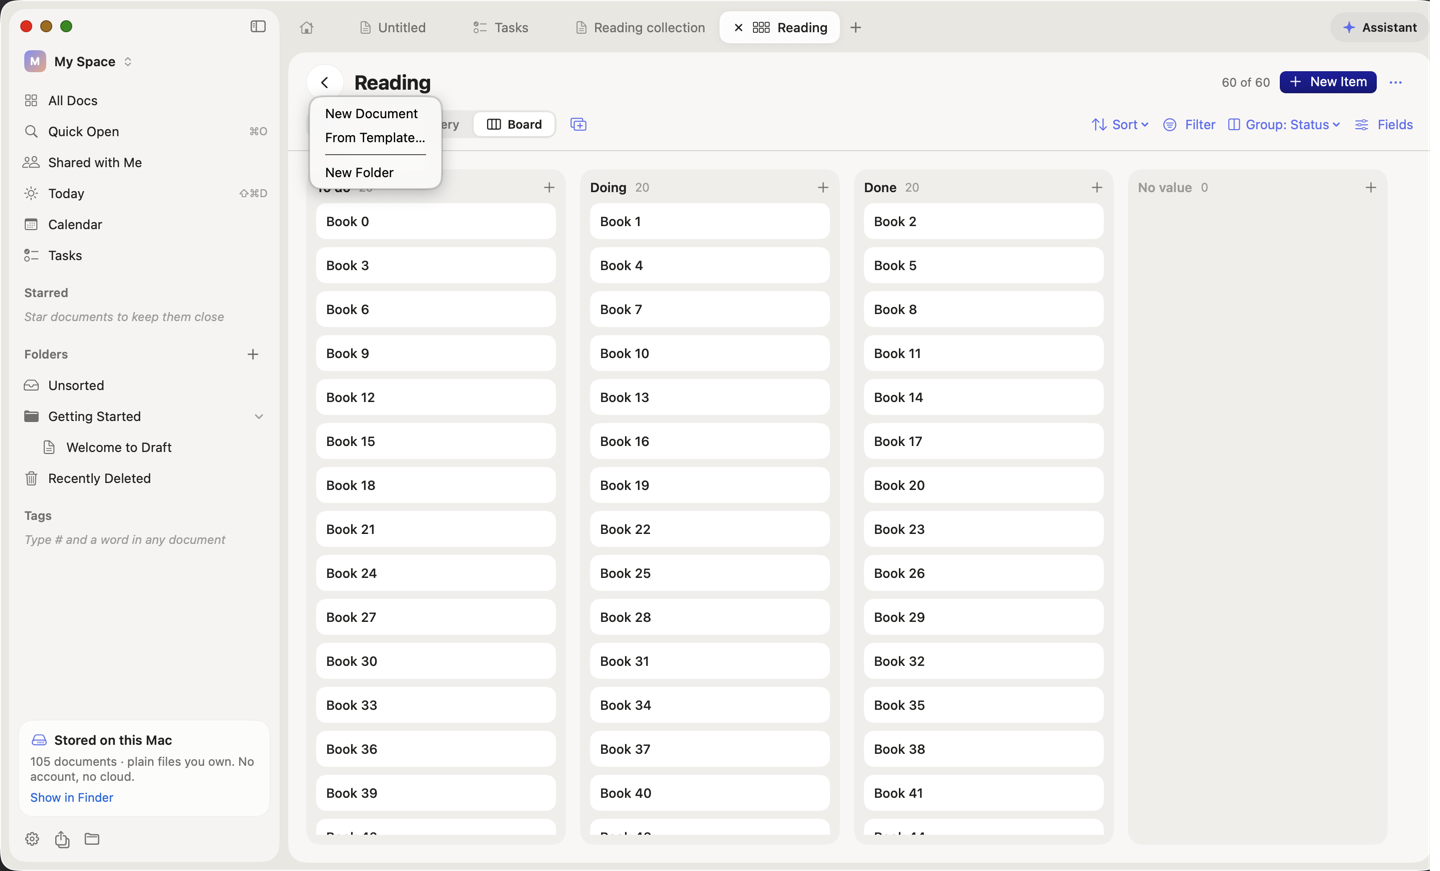 Untitled
Tasks
Reading collection
Reading
Assistant
M My Space
All Docs
Quick Open ⌘O
Shared with Me
Today ⇧⌘D
Calendar
Tasks
Starred
Star documents to keep them close
Folders
Unsorted
Getting Started
Welcome to Draft
Recently Deleted
Tags
Type # and a word in any document
Stored on this Mac
105 documents · plain files you own. No
account, no cloud.
Show in Finder
Reading
60 of 60
New Item
New Document
From Template...
New Folder
Board
Sort
Filter
Group: Status
Fields
Book 0
Book 3
Book 6
Book 9
Book 12
Book 15
Book 18
Book 21
Book 24
Book 27
Book 30
Book 33
Book 36
Book 39
Doing 20
Book 1
Book 4
Book 7
Book 10
Book 13
Book 16
Book 19
Book 22
Book 25
Book 28
Book 31
Book 34
Book 37
Book 40
Done 20
Book 2
Book 5
Book 8
Book 11
Book 14
Book 17
Book 20
Book 23
Book 26
Book 29
Book 32
Book 35
Book 38
Book 41
No value 0